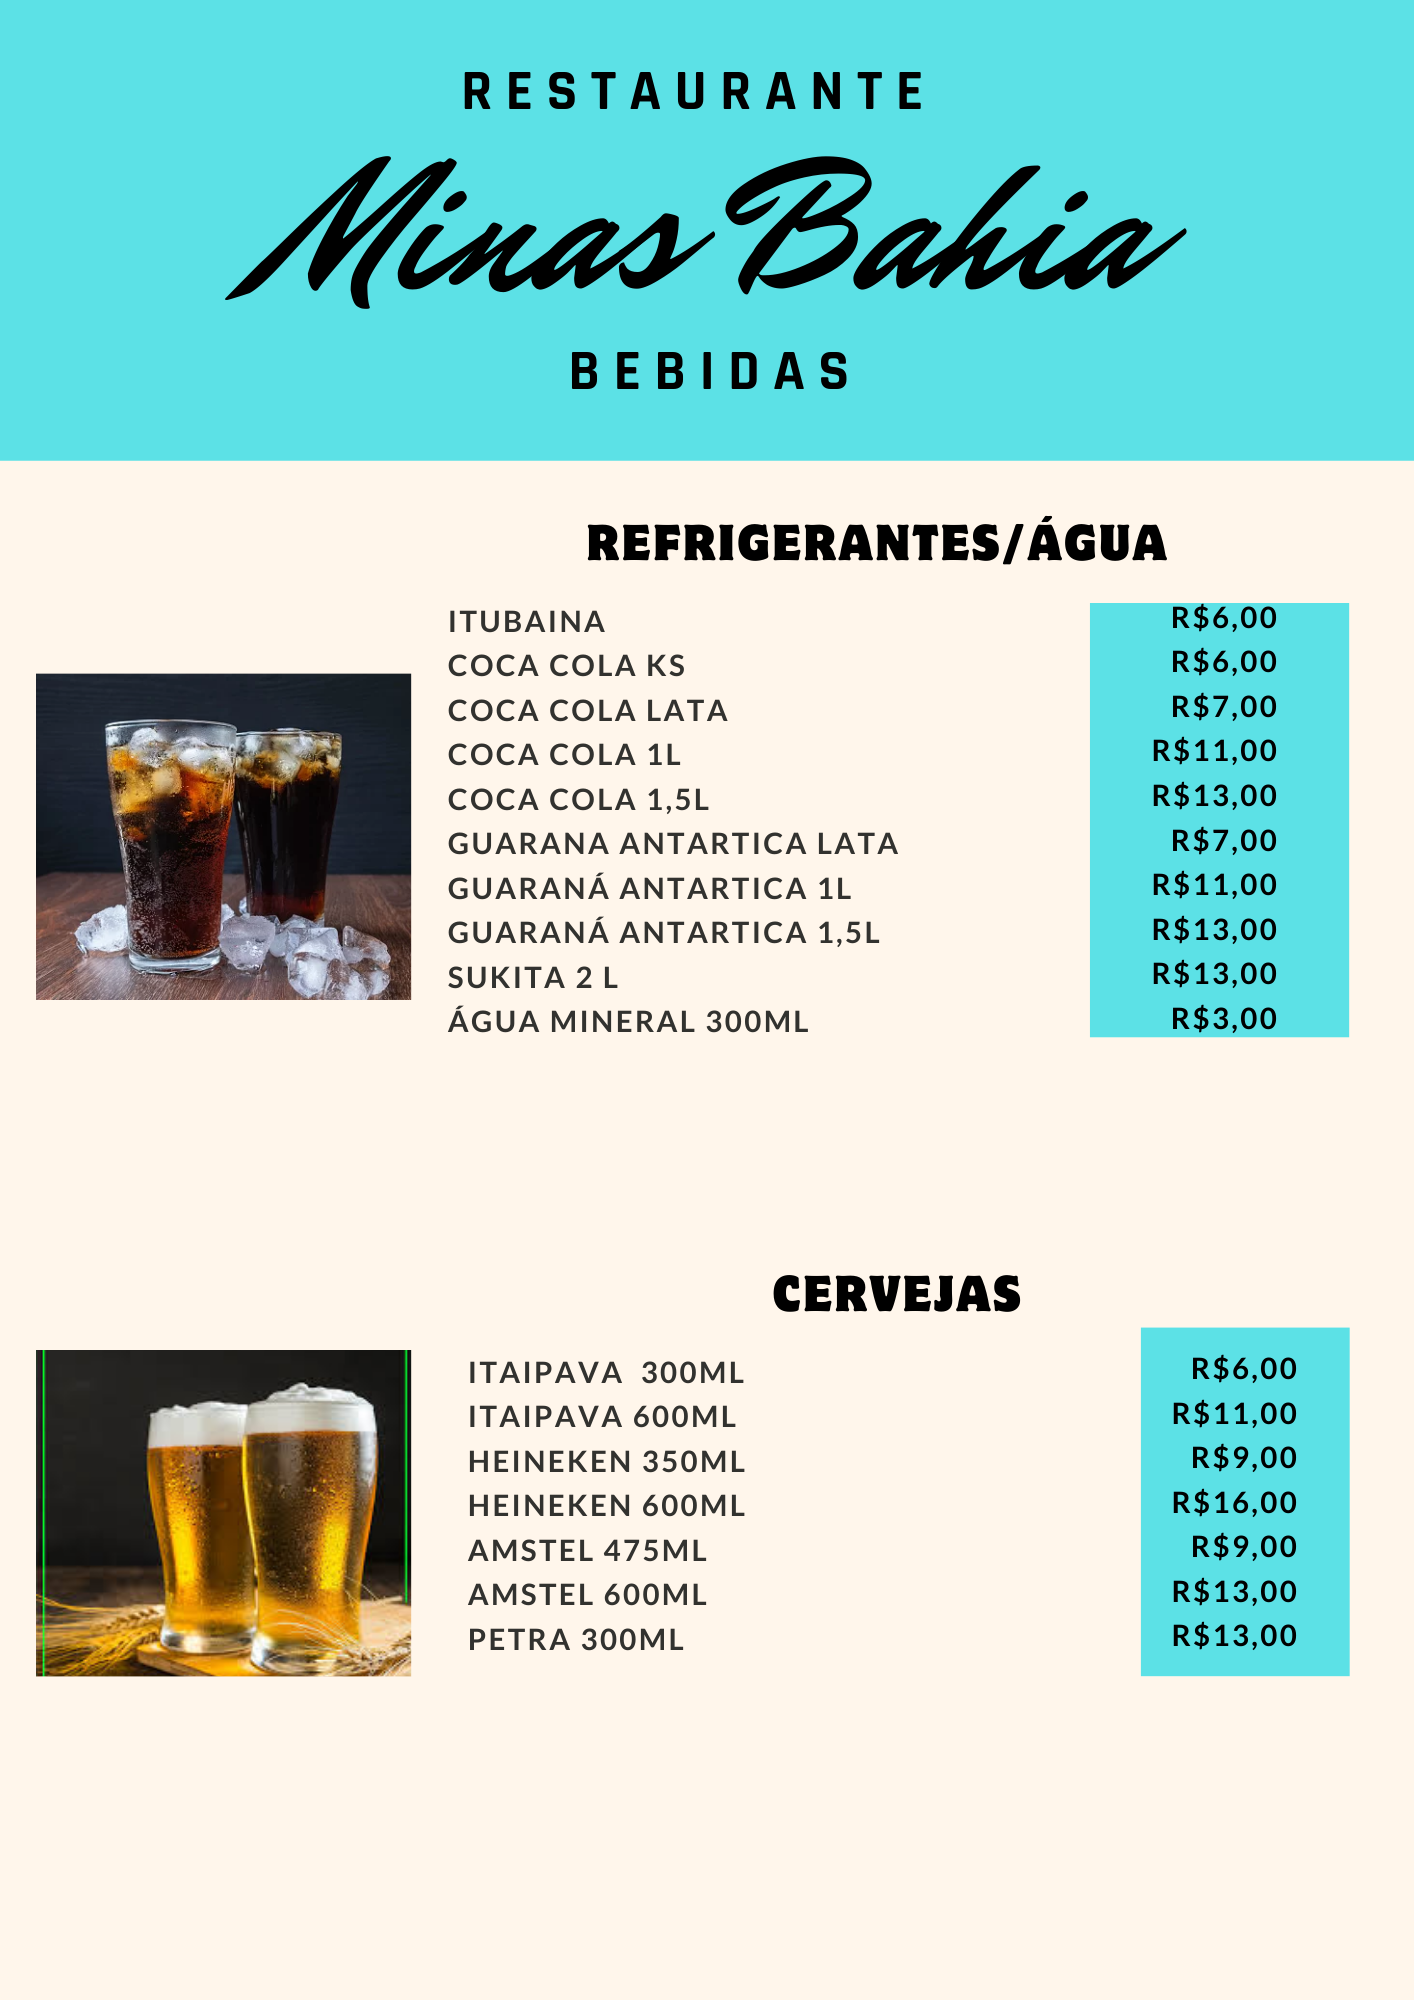 RESTAURANTE
Minas Bahia
BEBIDAS
REFRIGERANTES/ÁGUA
ITUBAINA R$6,00
COCA COLA KS R$6,00
COCA COLA LATA R$7,00
COCA COLA 1L R$11,00
COCA COLA 1,5L R$13,00
GUARANA ANTARTICA LATA R$7,00
GUARANÁ ANTARTICA 1L R$11,00
GUARANÁ ANTARTICA 1,5L R$13,00
SUKITA 2 L R$13,00
ÁGUA MINERAL 300ML R$3,00
CERVEJAS
ITAIPAVA  300ML R$6,00
ITAIPAVA 600ML R$11,00
HEINEKEN 350ML R$9,00
HEINEKEN 600ML R$16,00
AMSTEL 475ML R$9,00
AMSTEL 600ML R$13,00
PETRA 300ML R$13,00